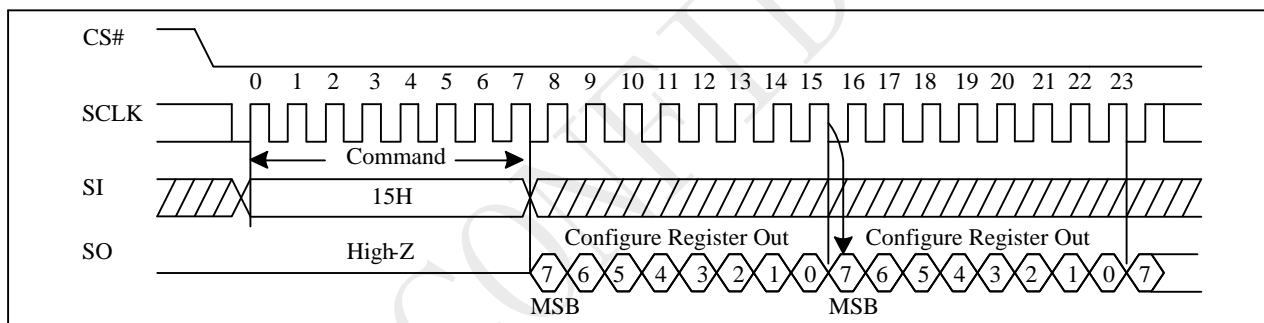 CS#
0 1 2 3 4 5 6 7 8 9 10 11 12 13 14 15 16 17 18 19 20 21 22 23
SCLK
Command
SI
15H
SO
High-Z
Configure Register Out Configure Register Out
7 6 5 4 3 2 1 0 7 6 5 4 3 2 1 0 7
MSB MSB
CONFID